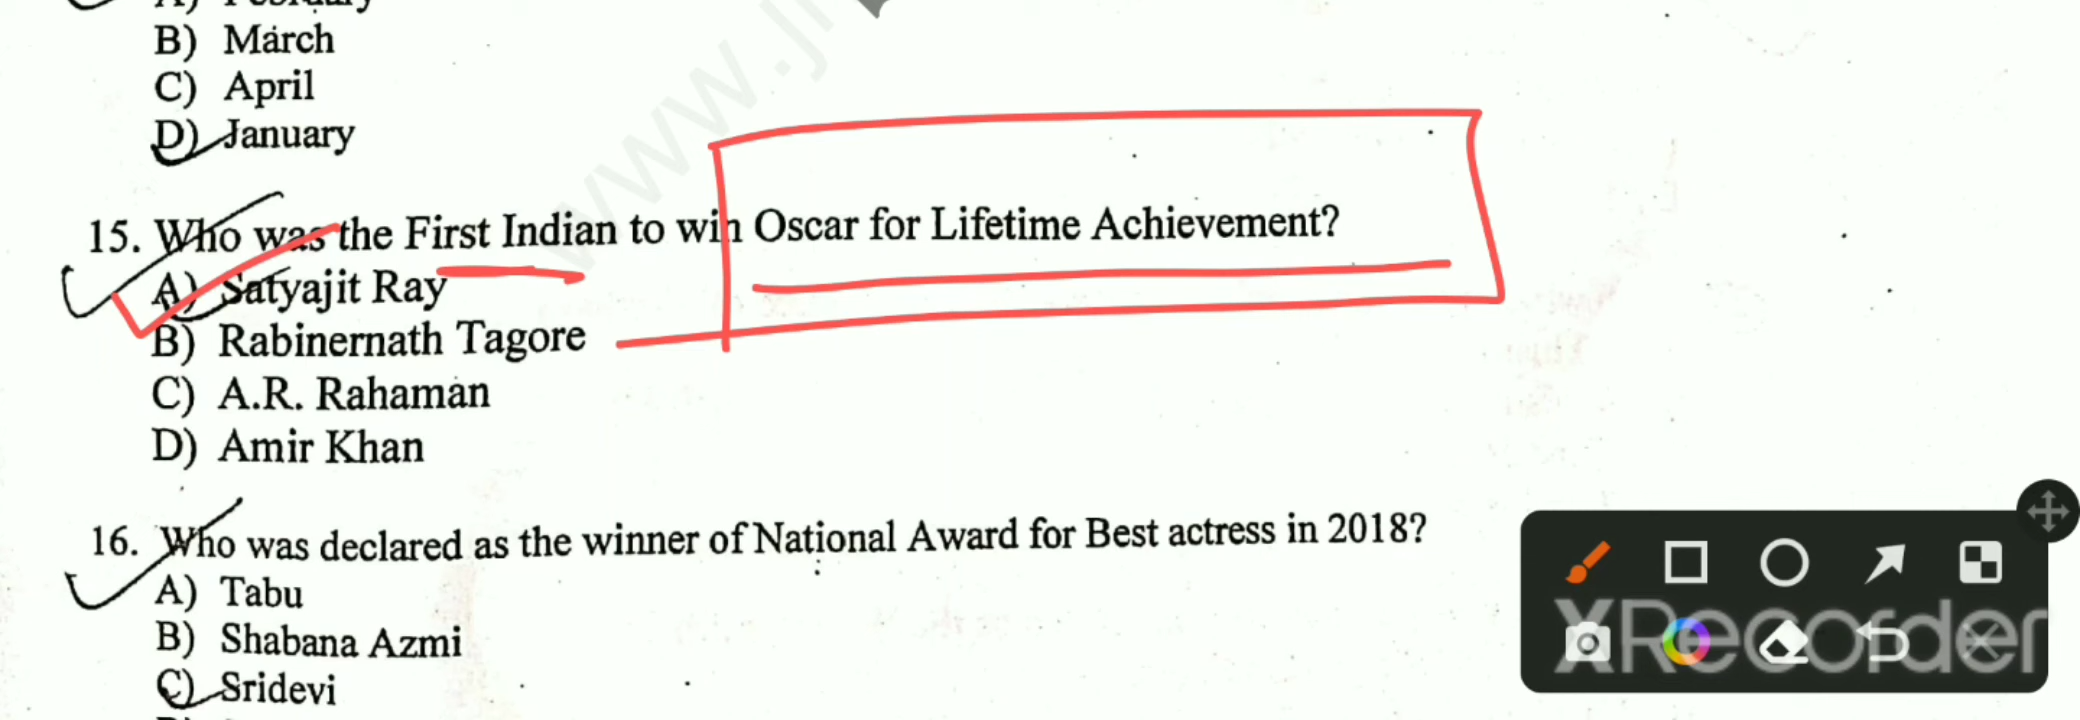 A) February
B) March
C) April
D) January
www.j
15. Who was the First Indian to win Oscar for Lifetime Achievement?
A) Satyajit Ray
B) Rabinernath Tagore
C) A.R. Rahaman
D) Amir Khan
16. Who was declared as the winner of National Award for Best actress in 2018?
A) Tabu
B) Shabana Azmi
C) Sridevi
XRecorder